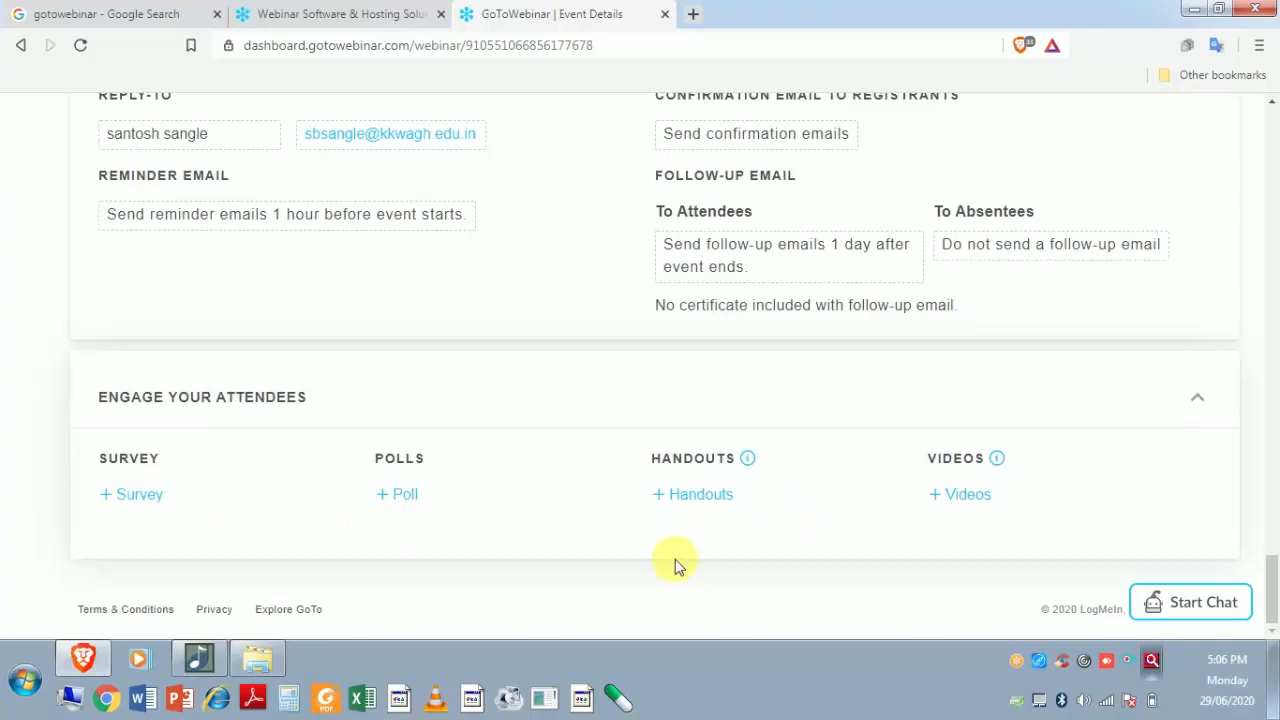 gotowebinar - Google Search
Webinar Software & Hosting Solu
GoToWebinar | Event Details
dashboard.gotowebinar.com/webinar/910551066856177678
Other bookmarks
REPLY-TO
CONFIRMATION EMAIL TO REGISTRANTS
santosh sangle
sbsangle@kkwagh.edu.in
Send confirmation emails
REMINDER EMAIL
FOLLOW-UP EMAIL
Send reminder emails 1 hour before event starts.
To Attendees
To Absentees
Send follow-up emails 1 day after
event ends.
Do not send a follow-up email
No certificate included with follow-up email.
ENGAGE YOUR ATTENDEES
SURVEY
POLLS
HANDOUTS
VIDEOS
+ Survey
+ Poll
+ Handouts
+ Videos
Terms & Conditions
Privacy
Explore GoTo
© 2020 LogMeIn,
Start Chat
5:06 PM
Monday
29/06/2020